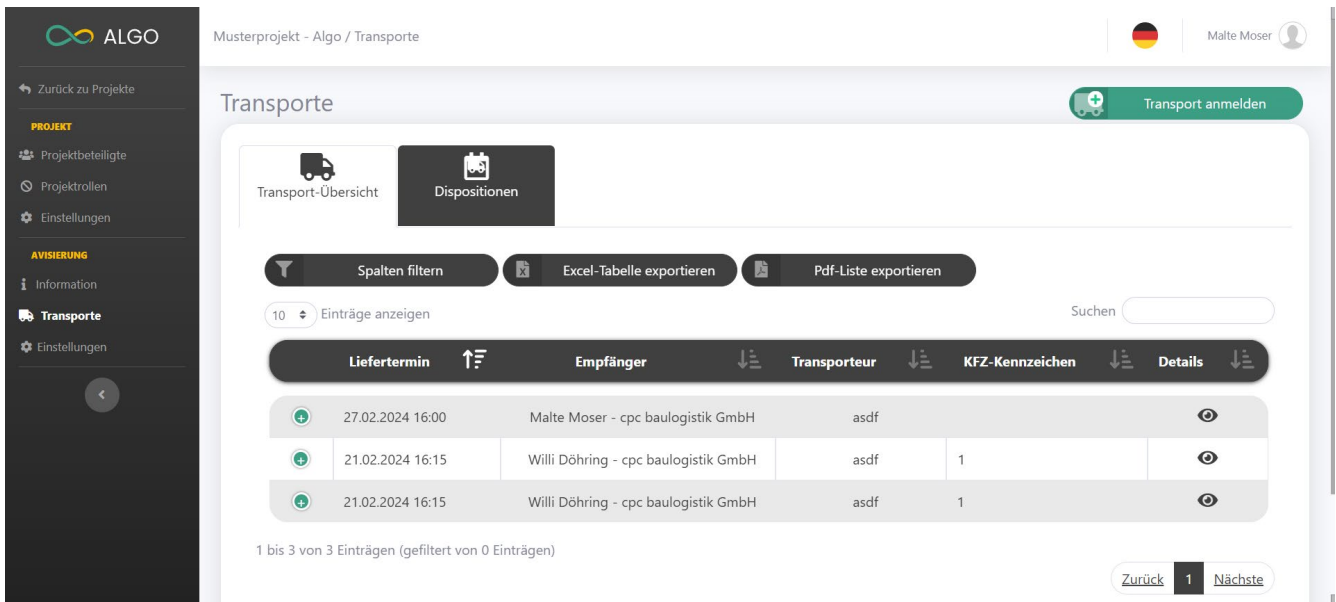 ALGO
Musterprojekt - Algo / Transporte
Malte Moser
Zurück zu Projekte
PROJEKT
Projektbeteiligte
Projektrollen
Einstellungen
AVISIERUNG
Information
Transporte
Einstellungen
Transporte
Transport anmelden
Transport-Übersicht
Dispositionen
Spalten filtern
Excel-Tabelle exportieren
Pdf-Liste exportieren
10 Einträge anzeigen
Suchen
Liefertermin Empfänger Transporteur KFZ-Kennzeichen Details
27.02.2024 16:00 Malte Moser - cpc baulogistik GmbH asdf
21.02.2024 16:15 Willi Döhring - cpc baulogistik GmbH asdf 1
21.02.2024 16:15 Willi Döhring - cpc baulogistik GmbH asdf 1
1 bis 3 von 3 Einträgen (gefiltert von 0 Einträgen)
Zurück 1 Nächste